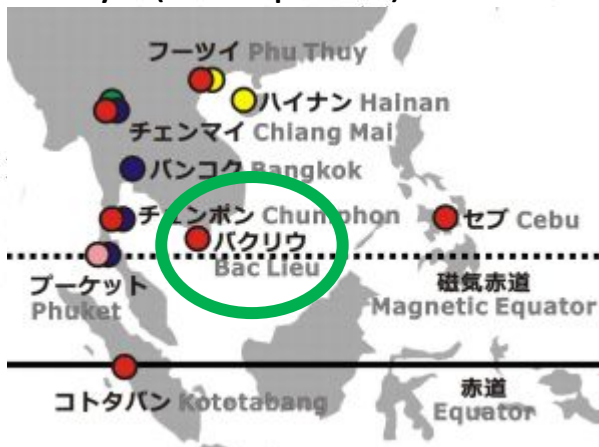 フーツイ Phu Thuy
ハイナン Hainan
チェンマイ Chiang Mai
バンコク Bangkok
チュンポン Chumphon
バクリウ
Bac Lieu
セブ Cebu
プーケット
Phuket
磁気赤道
Magnetic Equator
コトタバン Kototabang
赤道
Equator